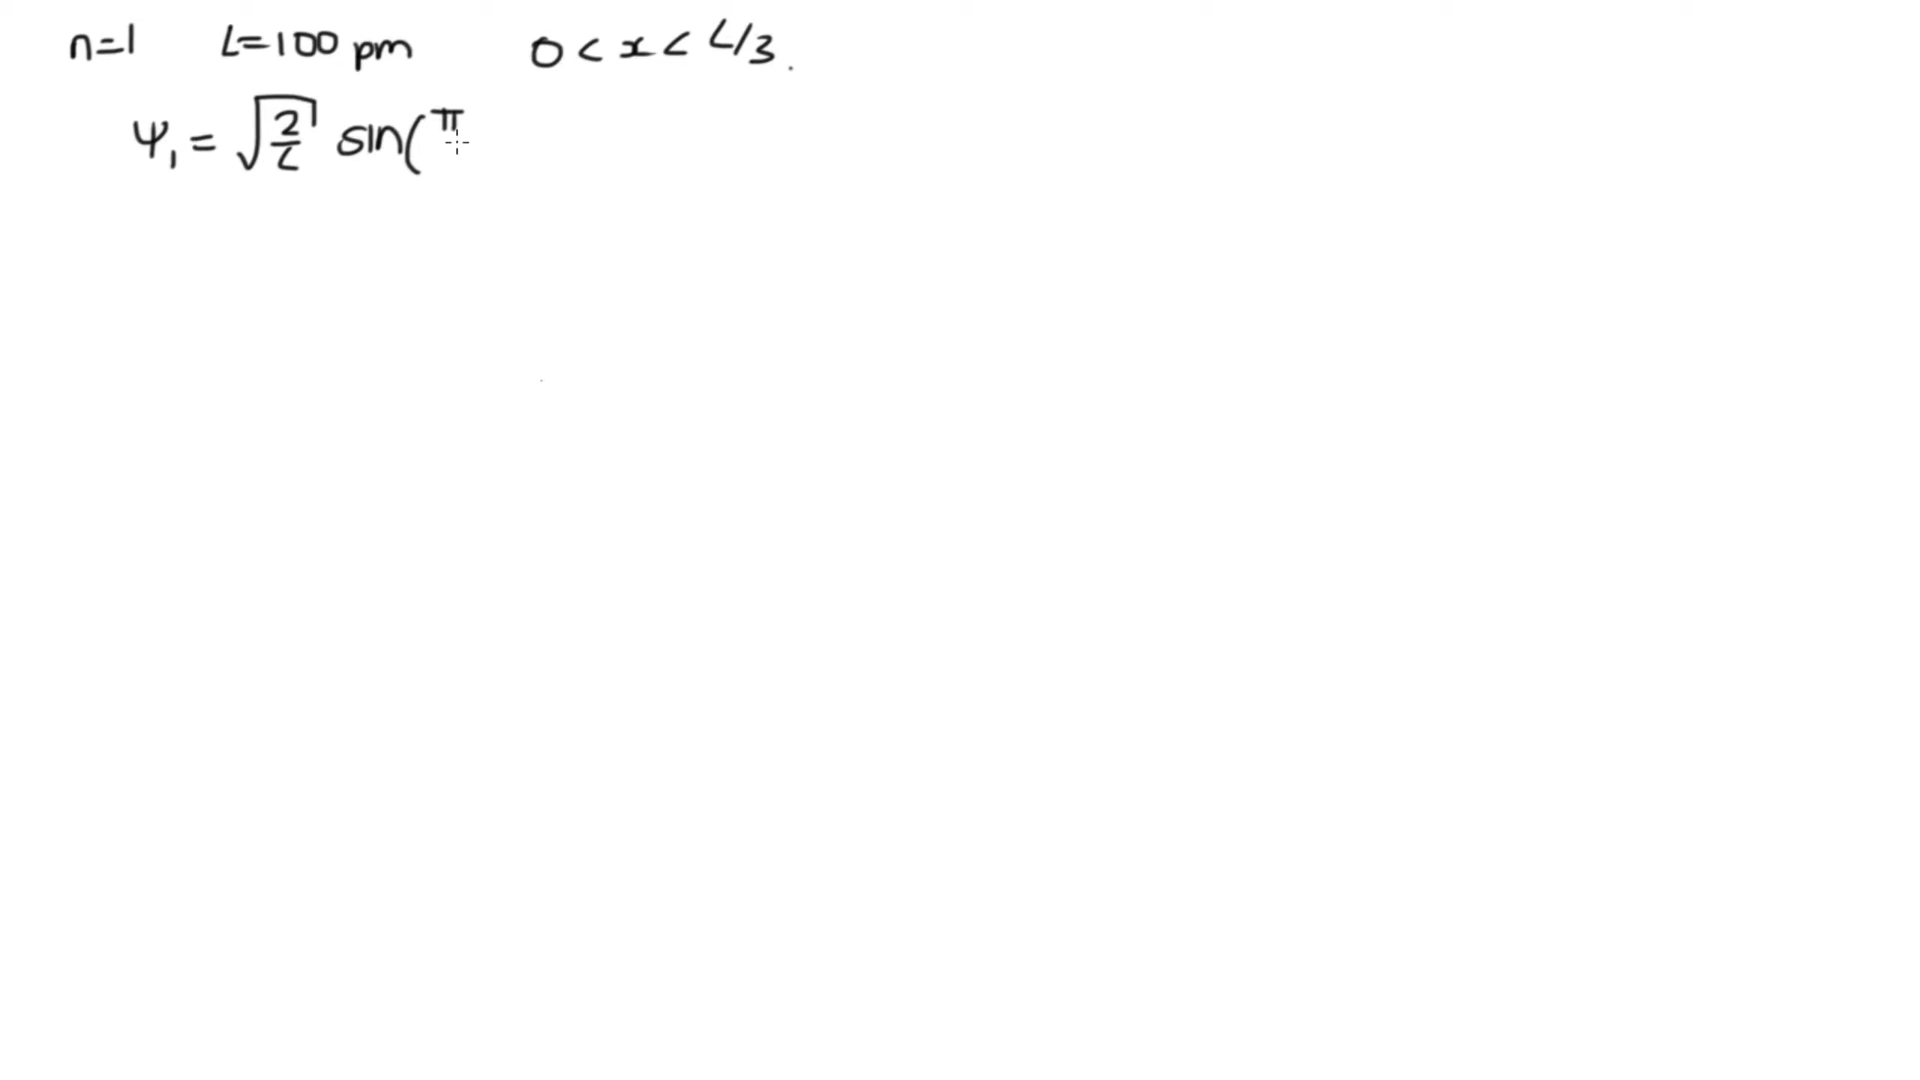 n=1 L=100 pm 0 < x < L/3.
ψ₁ = √(2/L) sin(π